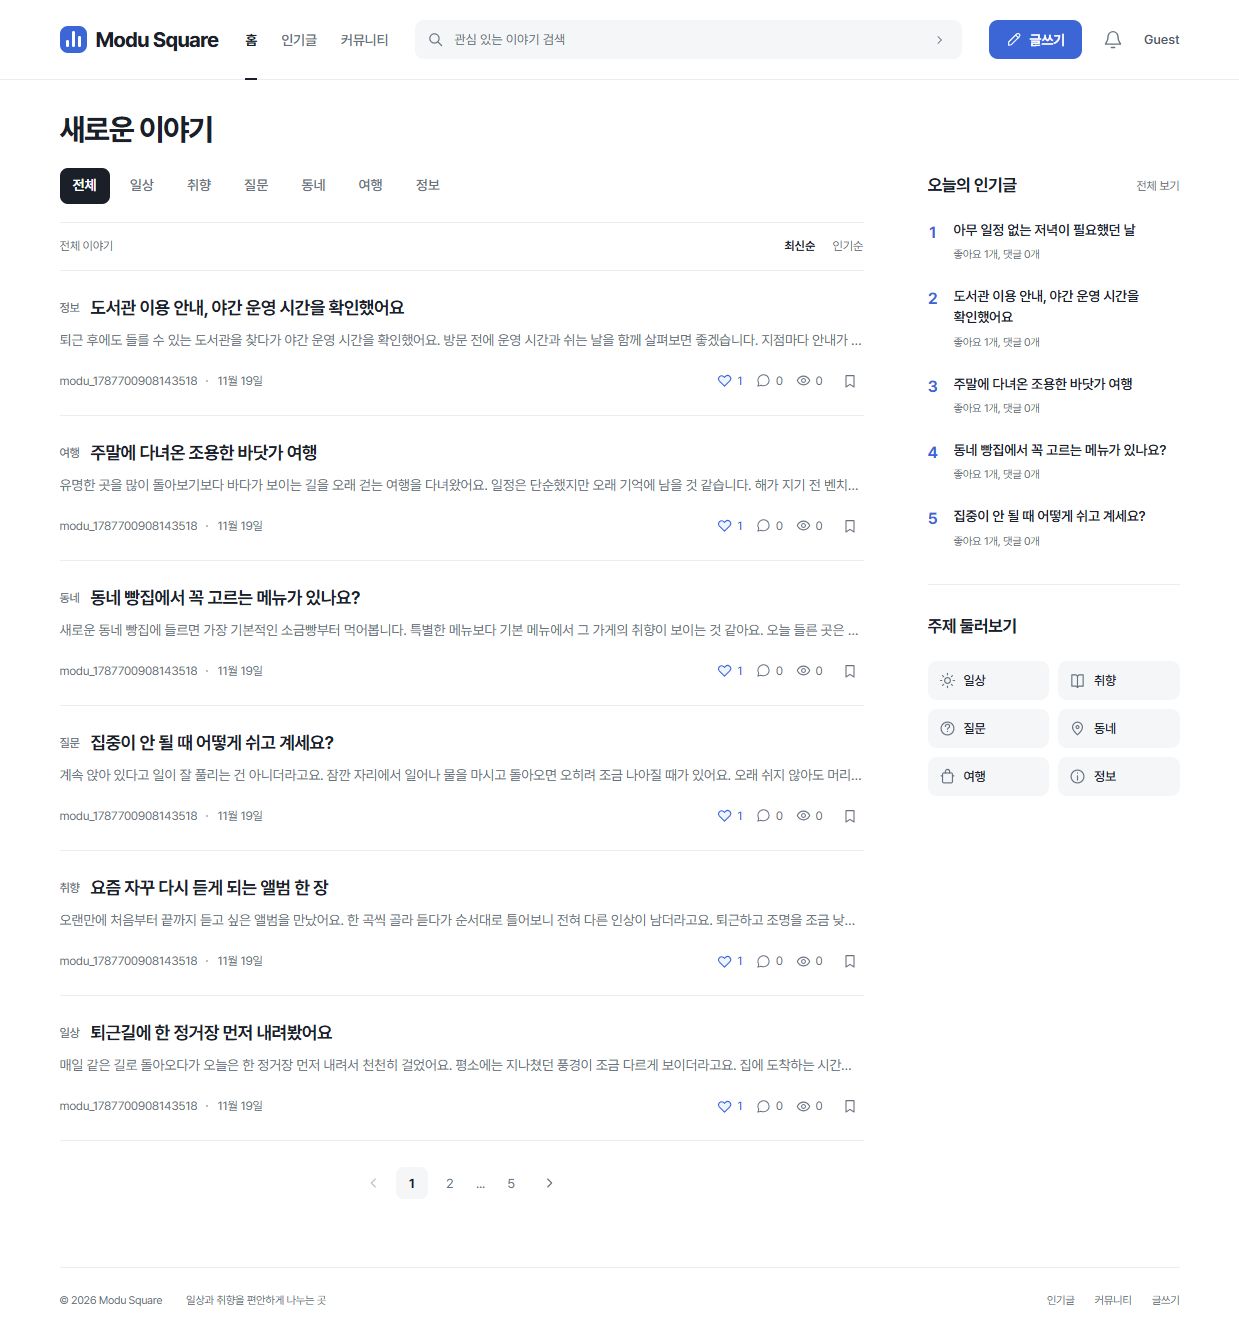 Modu Square
홈
인기글
커뮤니티
관심 있는 이야기 검색
글쓰기
Guest
새로운 이야기
전체
일상
취향
질문
동네
여행
정보
전체 이야기
최신순
인기순
정보 도서관 이용 안내, 야간 운영 시간을 확인했어요
퇴근 후에도 들를 수 있는 도서관을 찾다가 야간 운영 시간을 확인했어요. 방문 전에 운영 시간과 쉬는 날을 함께 살펴보면 좋겠습니다. 지점마다 안내가 ...
modu_1787700908143518 · 11월 19일
1 0 0
여행 주말에 다녀온 조용한 바닷가 여행
유명한 곳을 많이 돌아보기보다 바다가 보이는 길을 오래 걷는 여행을 다녀왔어요. 일정은 단순했지만 오래 기억에 남을 것 같습니다. 해가 지기 전 벤치...
modu_1787700908143518 · 11월 19일
1 0 0
동네 동네 빵집에서 꼭 고르는 메뉴가 있나요?
새로운 동네 빵집에 들르면 가장 기본적인 소금빵부터 먹어봅니다. 특별한 메뉴보다 기본 메뉴에서 그 가게의 취향이 보이는 것 같아요. 오늘 들른 곳은 ...
modu_1787700908143518 · 11월 19일
1 0 0
질문 집중이 안 될 때 어떻게 쉬고 계세요?
계속 앉아 있다고 일이 잘 풀리는 건 아니더라고요. 잠깐 자리에서 일어나 물을 마시고 돌아오면 오히려 조금 나아질 때가 있어요. 오래 쉬지 않아도 머리...
modu_1787700908143518 · 11월 19일
1 0 0
취향 요즘 자꾸 다시 듣게 되는 앨범 한 장
오랜만에 처음부터 끝까지 듣고 싶은 앨범을 만났어요. 한 곡씩 골라 듣다가 순서대로 틀어보니 전혀 다른 인상이 남더라고요. 퇴근하고 조명을 조금 낮...
modu_1787700908143518 · 11월 19일
1 0 0
일상 퇴근길에 한 정거장 먼저 내려봤어요
매일 같은 길로 돌아오다가 오늘은 한 정거장 먼저 내려서 천천히 걸었어요. 평소에는 지나쳤던 풍경이 조금 다르게 보이더라고요. 집에 도착하는 시간...
modu_1787700908143518 · 11월 19일
1 0 0
1 2 ... 5
오늘의 인기글
전체 보기
1 아무 일정 없는 저녁이 필요했던 날
좋아요 1개, 댓글 0개
2 도서관 이용 안내, 야간 운영 시간을
확인했어요
좋아요 1개, 댓글 0개
3 주말에 다녀온 조용한 바닷가 여행
좋아요 1개, 댓글 0개
4 동네 빵집에서 꼭 고르는 메뉴가 있나요?
좋아요 1개, 댓글 0개
5 집중이 안 될 때 어떻게 쉬고 계세요?
좋아요 1개, 댓글 0개
주제 둘러보기
일상
취향
질문
동네
여행
정보
© 2026 Modu Square
일상과 취향을 편안하게 나누는 곳
인기글
커뮤니티
글쓰기